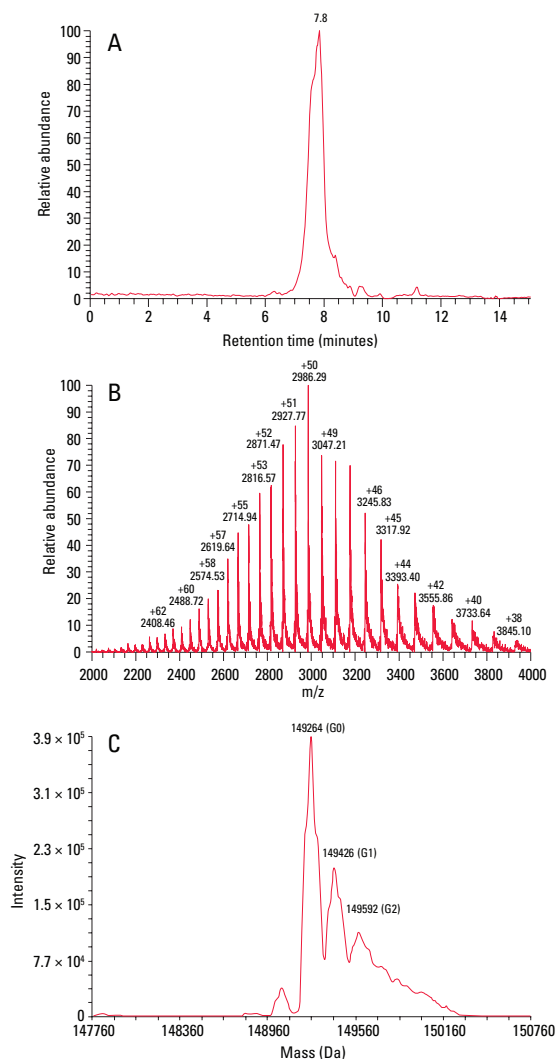 A
7.8
100
90
80
70
60
50
40
30
20
10
0
Relative abundance
0 2 4 6 8 10 12 14
Retention time (minutes)
B
+50
2986.29
+51
2927.77
+52
2871.47
+49
3047.21
+53
2816.57
+55
2714.94
+46
3245.83
+45
3317.92
+57
2619.64
+58
2574.53
+44
3393.40
+60
2488.72
+42
3555.86
+62
2408.46
+40
3733.64
+38
3845.10
100
90
80
70
60
50
40
30
20
10
0
Relative abundance
2000 2200 2400 2600 2800 3000 3200 3400 3600 3800 4000
m/z
C
149264 (G0)
149426 (G1)
149592 (G2)
3.9 × 10⁵
3.1 × 10⁵
2.3 × 10⁵
1.5 × 10⁵
7.7 × 10⁴
0
Intensity
147760 148360 148960 149560 150160 150760
Mass (Da)